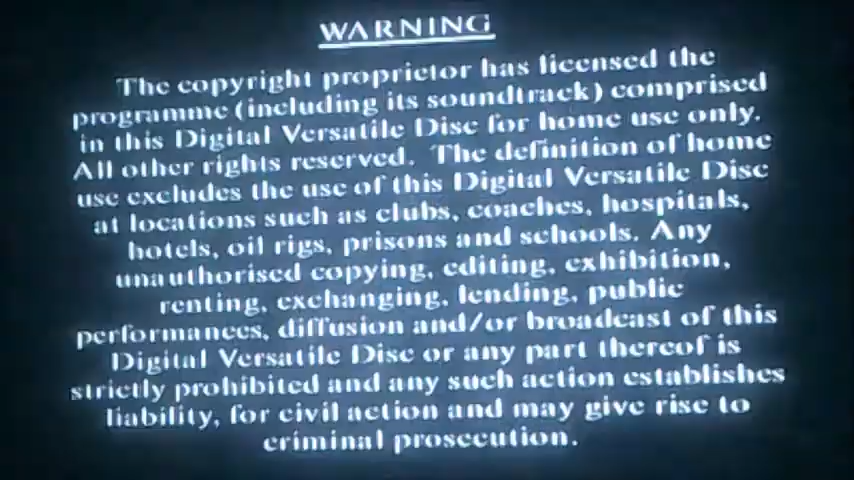 WARNING
The copyright proprietor has licensed the
programme (including its soundtrack) comprised
in this Digital Versatile Disc for home use only.
All other rights reserved. The definition of home
use excludes the use of this Digital Versatile Disc
at locations such as clubs, coaches, hospitals,
hotels, oil rigs, prisons and schools. Any
unauthorised copying, editing, exhibition,
renting, exchanging, lending, public
performances, diffusion and/or broadcast of this
Digital Versatile Disc or any part thereof is
strictly prohibited and any such action establishes
liability, for civil action and may give rise to
criminal prosecution.